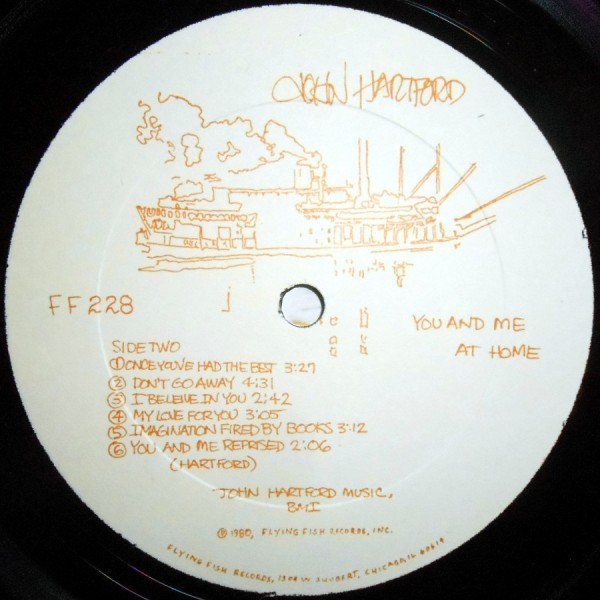 JOHN HARTFORD
FF 228
YOU AND ME
AT HOME
SIDE TWO
① ONCE YOU'VE HAD THE BEST 3:27
② DON'T GO AWAY 4:31
③ I BELEIVE IN YOU 2:42
④ MY LOVE FOR YOU 3:05
⑤ IMAGINATION FIRED BY BOOKS 3:12
⑥ YOU AND ME REPRISED 2:06
(HARTFORD)
JOHN HARTFORD MUSIC,
BMI
℗ 1980, FLYING FISH RECORDS, INC.
FLYING FISH RECORDS, 1304 W. SHUBERT, CHICAGO, IL 60614